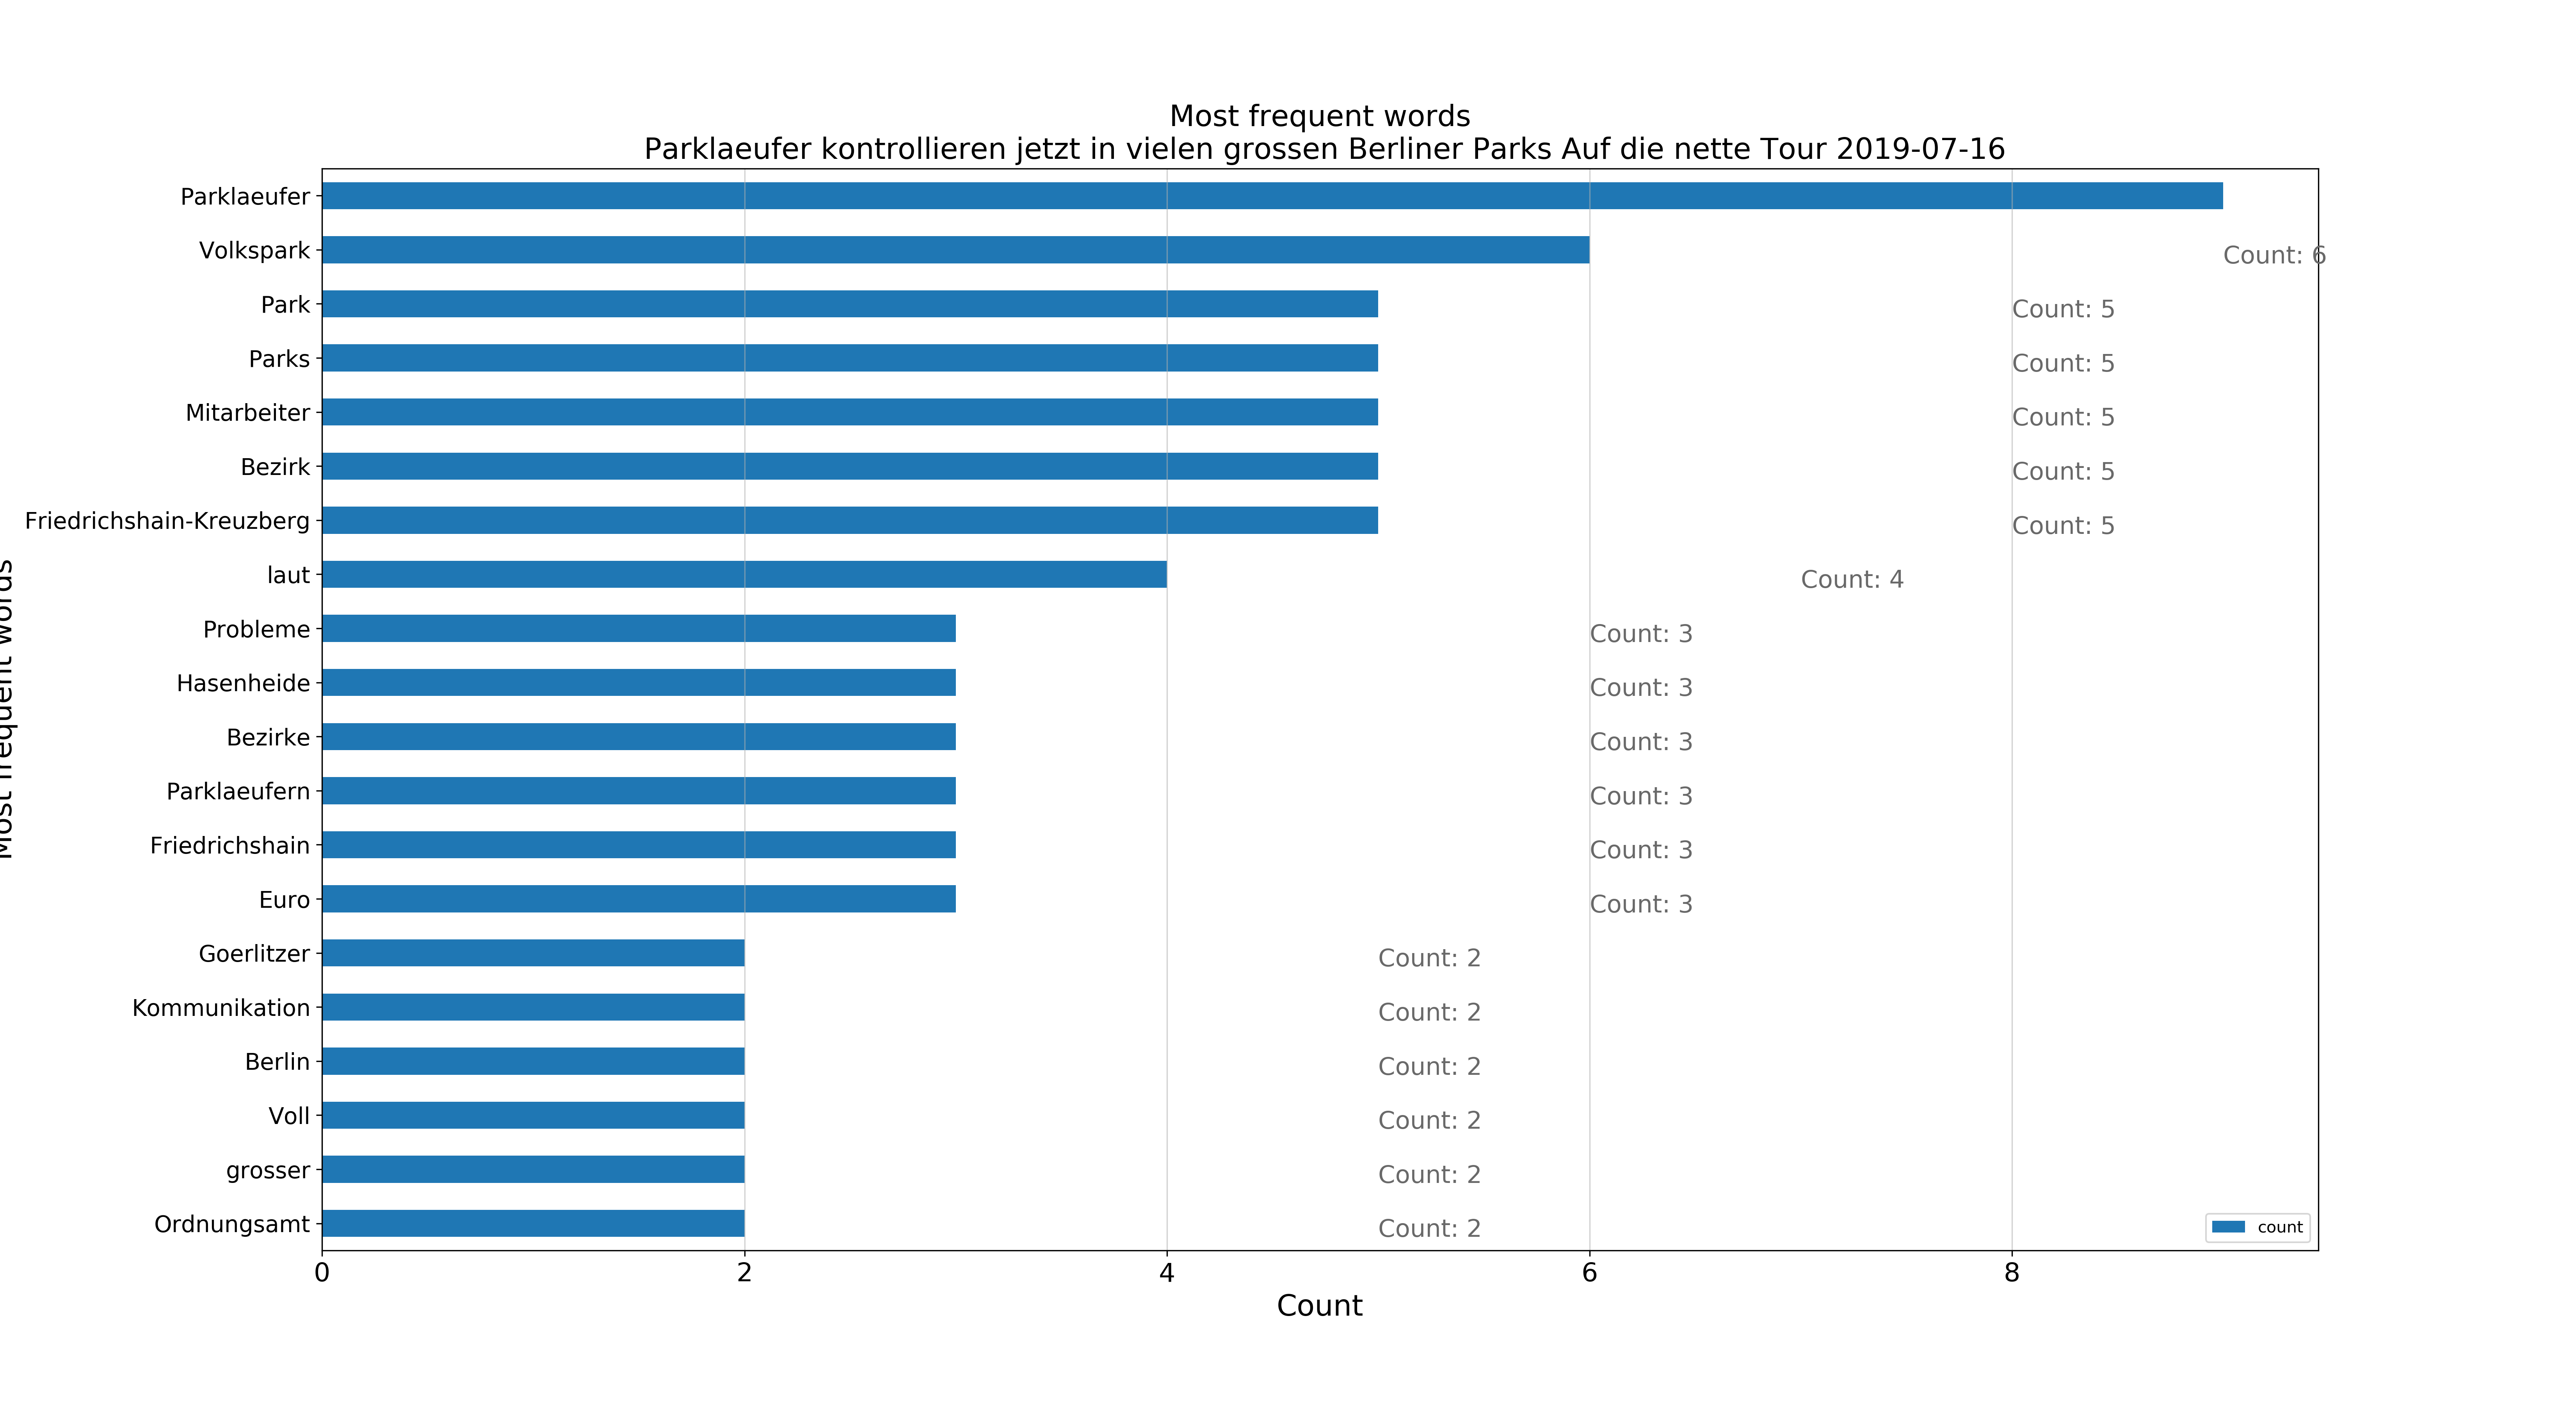 Most frequent words
Parklaeufer kontrollieren jetzt in vielen grossen Berliner Parks Auf die nette Tour 2019-07-16
Parklaeufer
Volkspark Count: 6
Park Count: 5
Parks Count: 5
Mitarbeiter Count: 5
Bezirk Count: 5
Friedrichshain-Kreuzberg Count: 5
laut Count: 4
Probleme Count: 3
Hasenheide Count: 3
Bezirke Count: 3
Parklaeufern Count: 3
Friedrichshain Count: 3
Euro Count: 3
Goerlitzer Count: 2
Kommunikation Count: 2
Berlin Count: 2
Voll Count: 2
grosser Count: 2
Ordnungsamt Count: 2
count
0 2 4 6 8
Count
Most frequent words